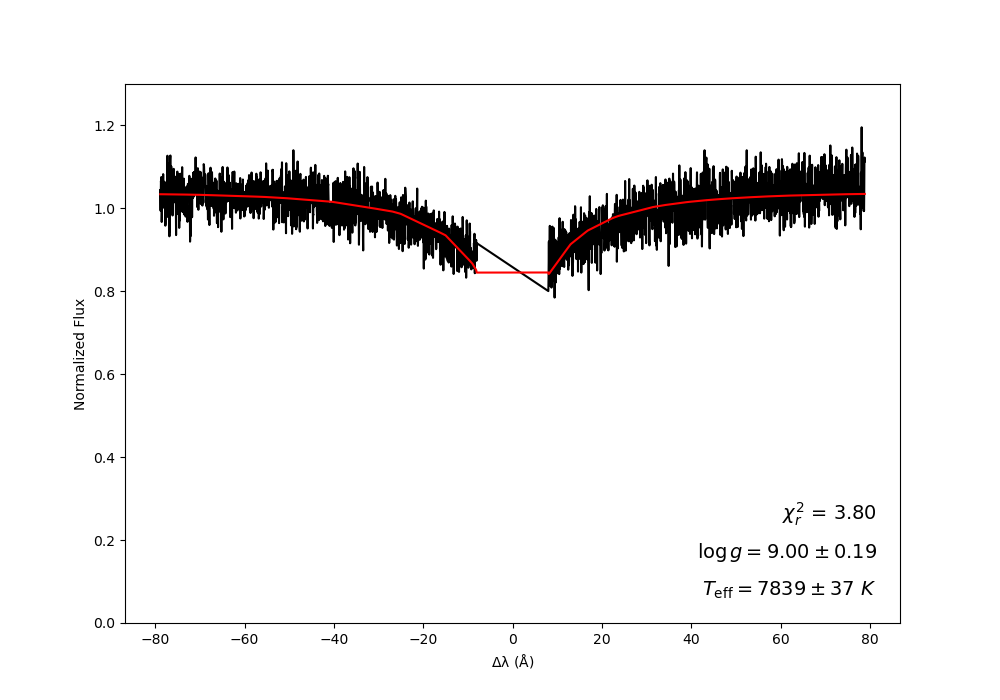 1.2
1.0
0.8
0.6
0.4
0.2
0.0
Normalized Flux
χ²ᵣ = 3.80
log g = 9.00 ± 0.19
T_eff = 7839 ± 37 K
−80 −60 −40 −20 0 20 40 60 80
Δλ (Å)